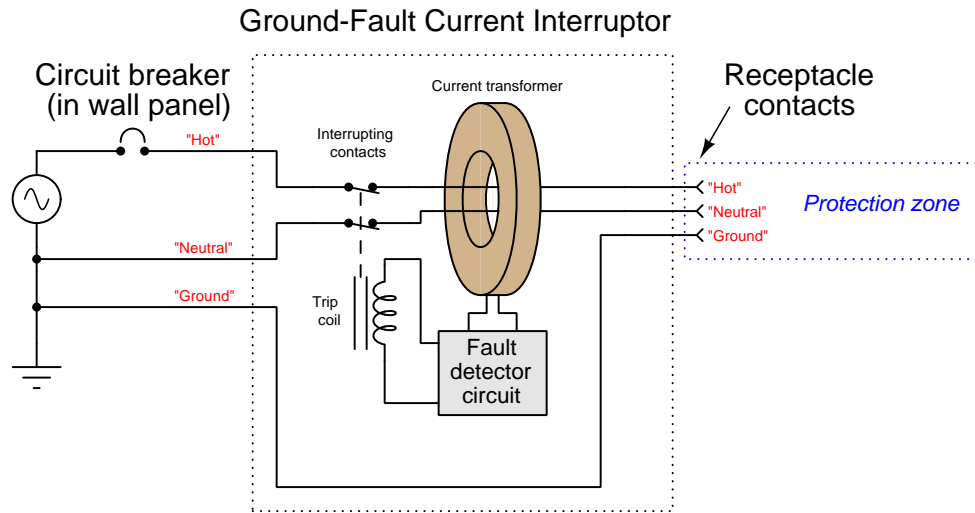 Ground-Fault Current Interruptor
Circuit breaker
(in wall panel)
Current transformer
Receptacle
contacts
"Hot"
Interrupting
contacts
"Hot"
"Neutral"
Protection zone
"Neutral"
"Ground"
"Ground"
Trip
coil
Fault
detector
circuit